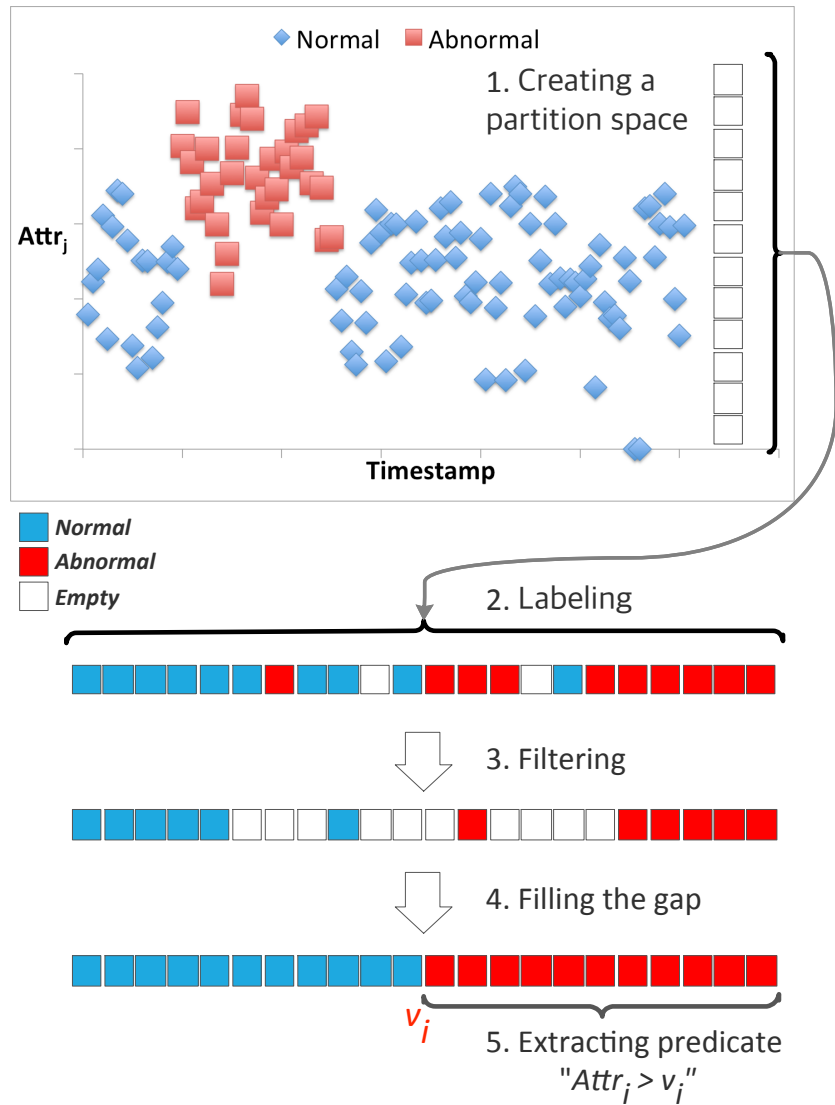 Normal Abnormal
1. Creating a
partition space
Attrj
Timestamp
Normal
Abnormal
Empty
2. Labeling
3. Filtering
4. Filling the gap
vi
5. Extracting predicate
"Attrj > vi"